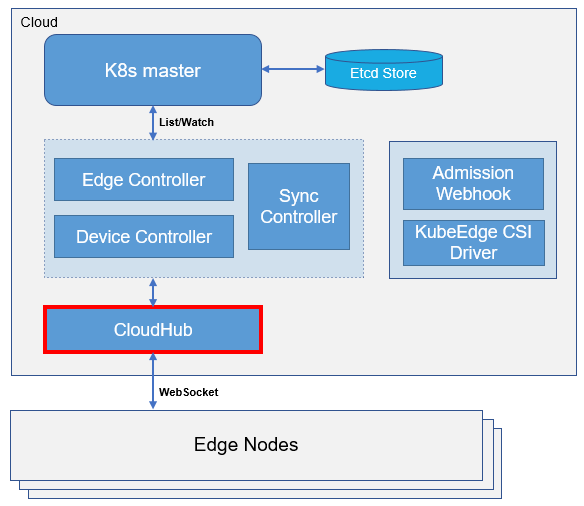 Cloud
K8s master
Etcd Store
List/Watch
Edge Controller
Device Controller
Sync
Controller
Admission
Webhook
KubeEdge CSI
Driver
CloudHub
WebSocket
Edge Nodes